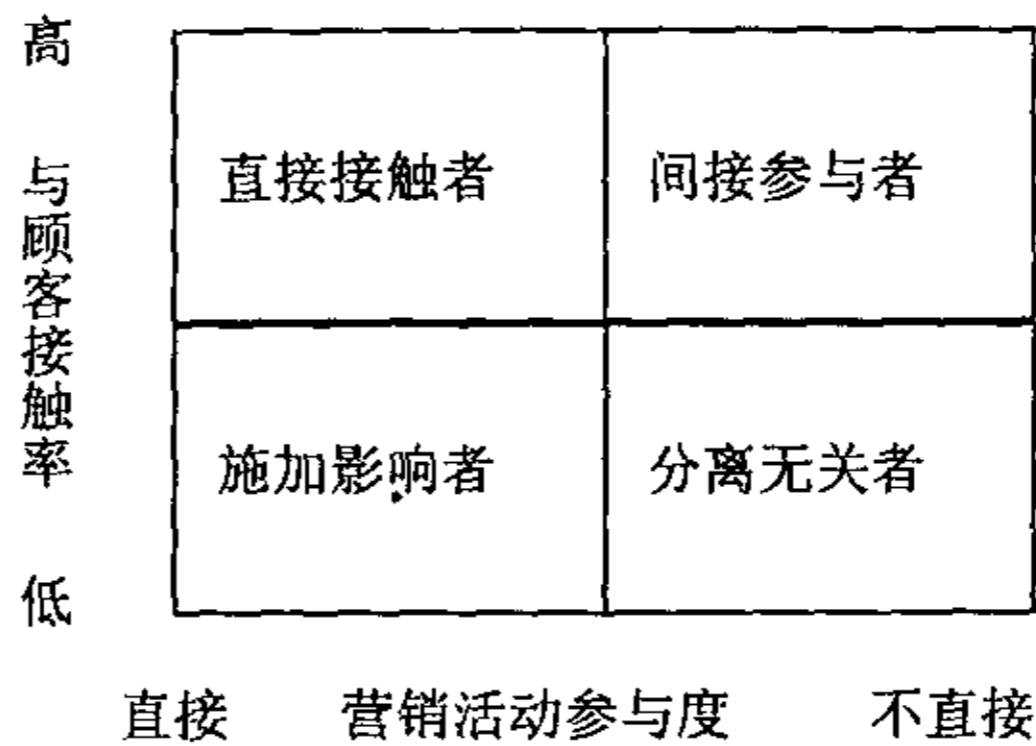 高
直接接触者 间接参与者
与顾客接触率
施加影响者 分离无关者
低
直接 营销活动参与度 不直接